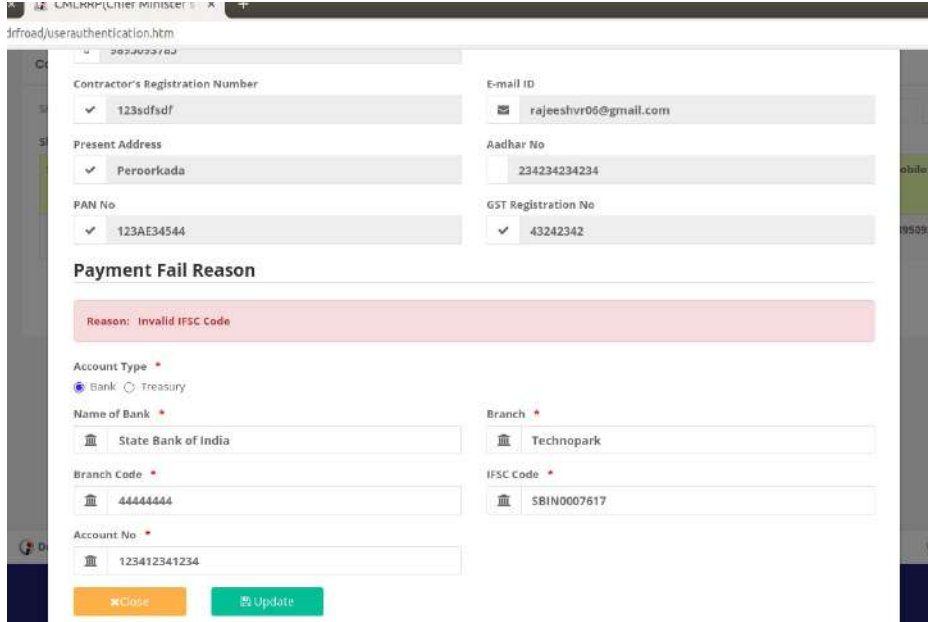 CMLRRP(Chief Minister's
drfroad/userauthentication.htm
Contractor's Registration Number
E-mail ID
123sdfsdf
rajeeshvr06@gmail.com
Present Address
Aadhar No
Peroorkada
234234234234
PAN No
GST Registration No
123AE34544
43242342
Payment Fail Reason
Reason: Invalid IFSC Code
Account Type *
Bank Treasury
Name of Bank *
Branch *
State Bank of India
Technopark
Branch Code *
IFSC Code *
44444444
SBIN0007617
Account No *
123412341234
Close
Update